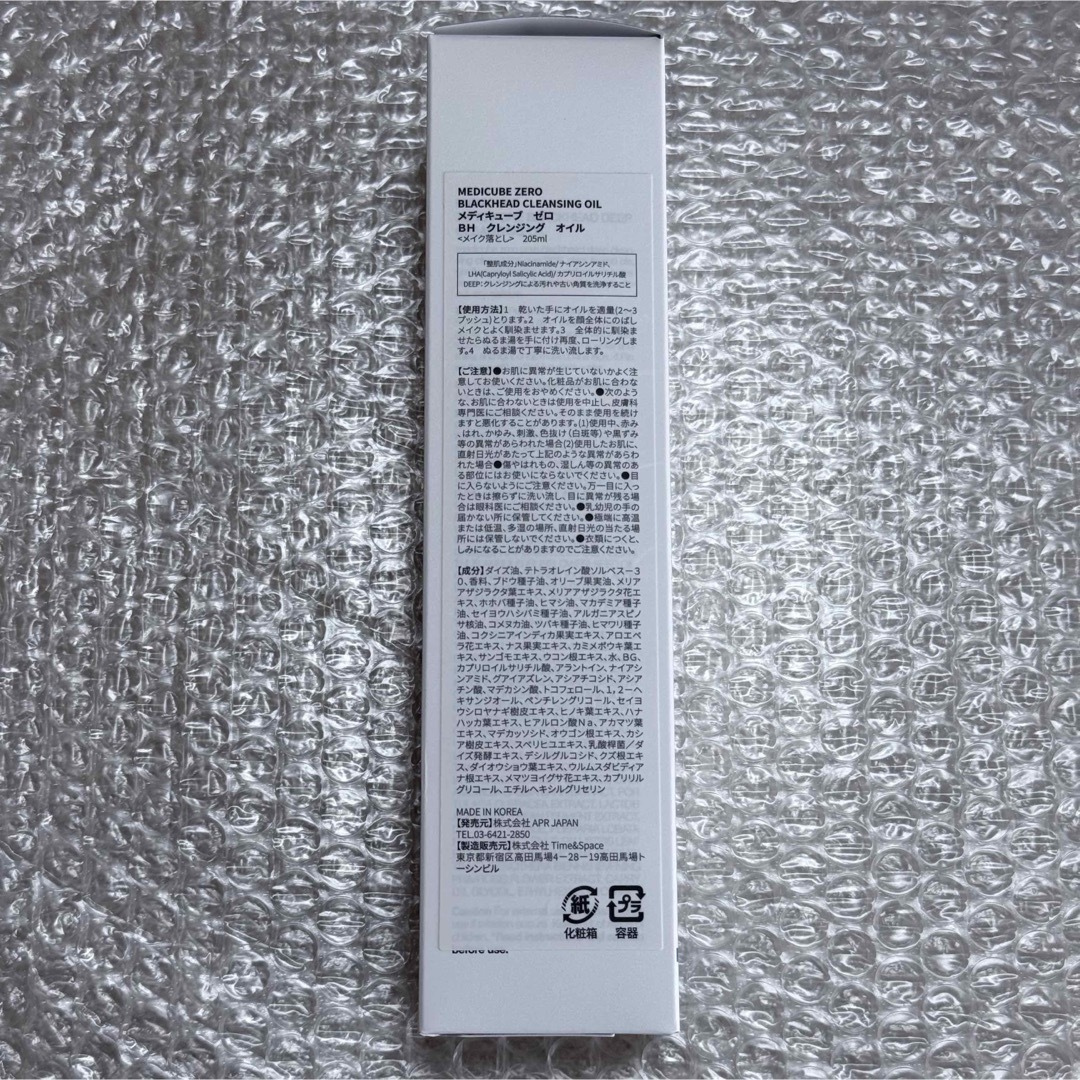 MEDICUBE ZERO
BLACKHEAD CLEANSING OIL
メディキューブ　ゼロ
BH　クレンジング　オイル
<メイク落とし>　205ml
「整肌成分」Niacinamide/ ナイアシンアミド、
LHA(Capryloyl Salicylic Acid)/ カプリロイルサリチル酸
DEEP:クレンジングによる汚れや古い角質を洗浄すること
【使用方法】1　乾いた手にオイルを適量(2〜3
プッシュ)とります。2　オイルを顔全体にのばし
メイクとよく馴染ませます。3　全体的に馴染ま
せたらぬるま湯を手に付け再度、ローリングしま
す。4　ぬるま湯で丁寧に洗い流します。
【ご注意】●お肌に異常が生じていないかよく注
意してお使いください。化粧品がお肌に合わな
いときは、ご使用をおやめください。●次のよう
な、お肌に合わないときは使用を中止し、皮膚科
専門医にご相談ください。そのまま使用を続け
ますと悪化することがあります。(1)使用中、赤み
、はれ、かゆみ、刺激、色抜け(白斑等)や黒ずみ
等の異常があらわれた場合(2)使用したお肌に、
直射日光があたって上記のような異常があらわ
れた場合●傷やはれもの、湿しん等の異常のあ
る部位にはお使いにならないでください。●目
に入らないようにご注意ください。万一目に入っ
たときは擦らずに洗い流し、目に異常が残る場
合は眼科医にご相談ください。●乳幼児の手の
届かない所に保管してください。●極端に高温
または低温、多湿の場所、直射日光の当たる場
所には保管しないでください。●衣類につくと、
しみになることがありますのでご注意ください。
【成分】ダイズ油、テトラオレイン酸ソルベス－3
0、香料、ブドウ種子油、オリーブ果実油、メリア
アザジラクタ葉エキス、メリアアザジラクタ花エ
キス、ホホバ種子油、ヒマシ油、マカデミア種子
油、セイヨウハシバミ種子油、アルガニアスピノ
サ核油、コメヌカ油、ツバキ種子油、ヒマワリ種子
油、コクシニアインディカ果実エキス、アロエベ
ラ花エキス、ナス果実エキス、カミメボウキ葉エ
キス、サンゴモエキス、ウコン根エキス、水、BG、
カプリロイルサリチル酸、アラントイン、ナイアシ
ンアミド、グアイアズレン、アシアチコシド、アシア
チン酸、マデカシン酸、トコフェロール、1,2－ヘ
キサンジオール、ペンチレングリコール、セイヨ
ウシロヤナギ樹皮エキス、ヒノキ葉エキス、ハナ
ハッカ葉エキス、ヒアルロン酸Na、アカマツ葉
エキス、マデカッソシド、オウゴン根エキス、カシ
ア樹皮エキス、スベリヒユエキス、乳酸桿菌／ダ
イズ発酵エキス、デシルグルコシド、クズ根エキ
ス、ダイオウショウ葉エキス、ウルムスダビディア
ナ根エキス、メマツヨイグサ花エキス、カプリリル
グリコール、エチルヘキシルグリセリン
MADE IN KOREA
【発売元】株式会社 APR JAPAN
TEL.03-6421-2850
【製造販売元】株式会社 Time&Space
東京都新宿区高田馬場4－28－19高田馬場ト
ーシンビル
紙 プラ
化粧箱 容器
before use.